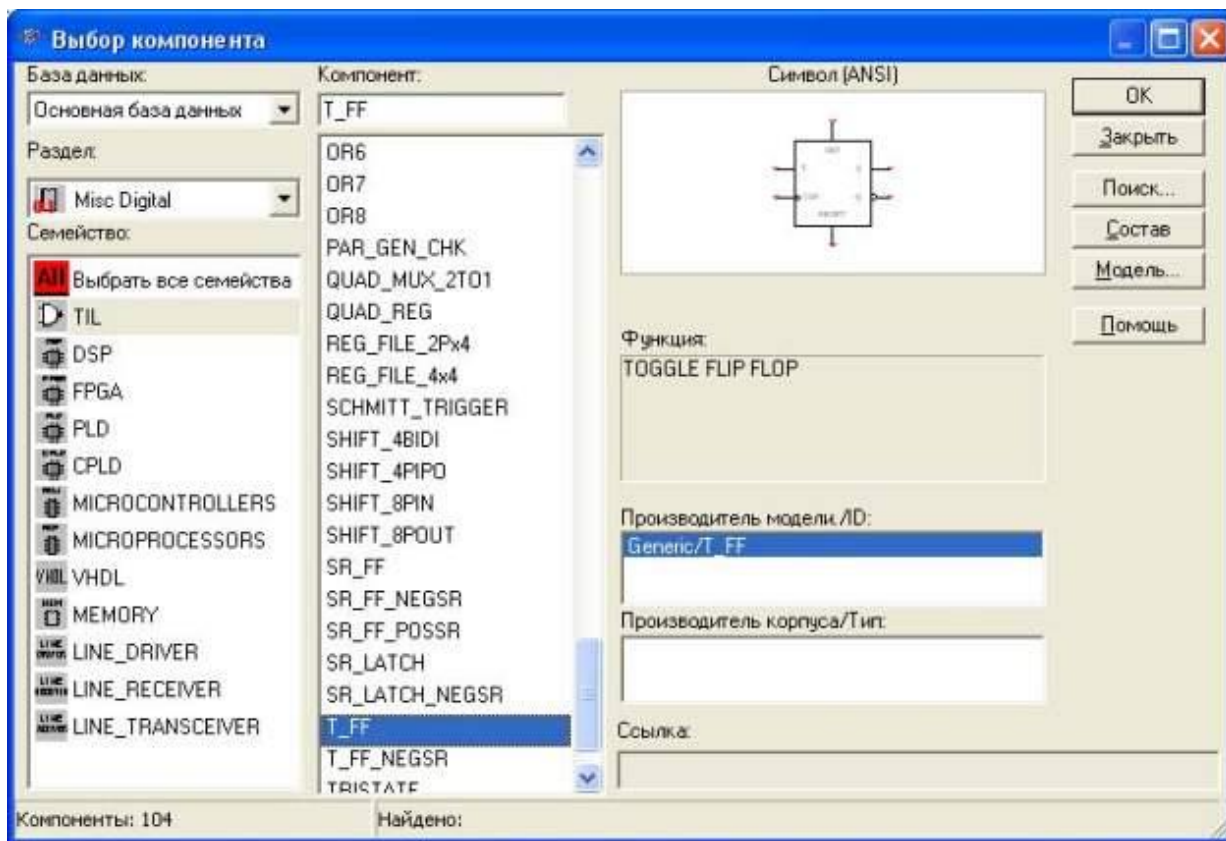 Выбор компонента
База данных:
Основная база данных
Раздел:
Misc Digital
Семейство:
All Выбрать все семейства
TIL
DSP
FPGA
PLD
CPLD
MICROCONTROLLERS
MICROPROCESSORS
VHDL VHDL
MEMORY
LINE_DRIVER
LINE_RECEIVER
LINE_TRANSCEIVER
Компонент:
T_FF
OR6
OR7
OR8
PAR_GEN_CHK
QUAD_MUX_2TO1
QUAD_REG
REG_FILE_2Px4
REG_FILE_4x4
SCHMITT_TRIGGER
SHIFT_4BIDI
SHIFT_4PIPO
SHIFT_8PIN
SHIFT_8POUT
SR_FF
SR_FF_NEGSR
SR_FF_POSSR
SR_LATCH
SR_LATCH_NEGSR
T_FF
T_FF_NEGSR
TRISTATE
Символ (ANSI)
Функция:
TOGGLE FLIP FLOP
Производитель модели./ID:
Generic/T_FF
Производитель корпуса/Тип:
Ссылка:
OK
Закрыть
Поиск...
Состав
Модель...
Помощь
Компоненты: 104
Найдено: